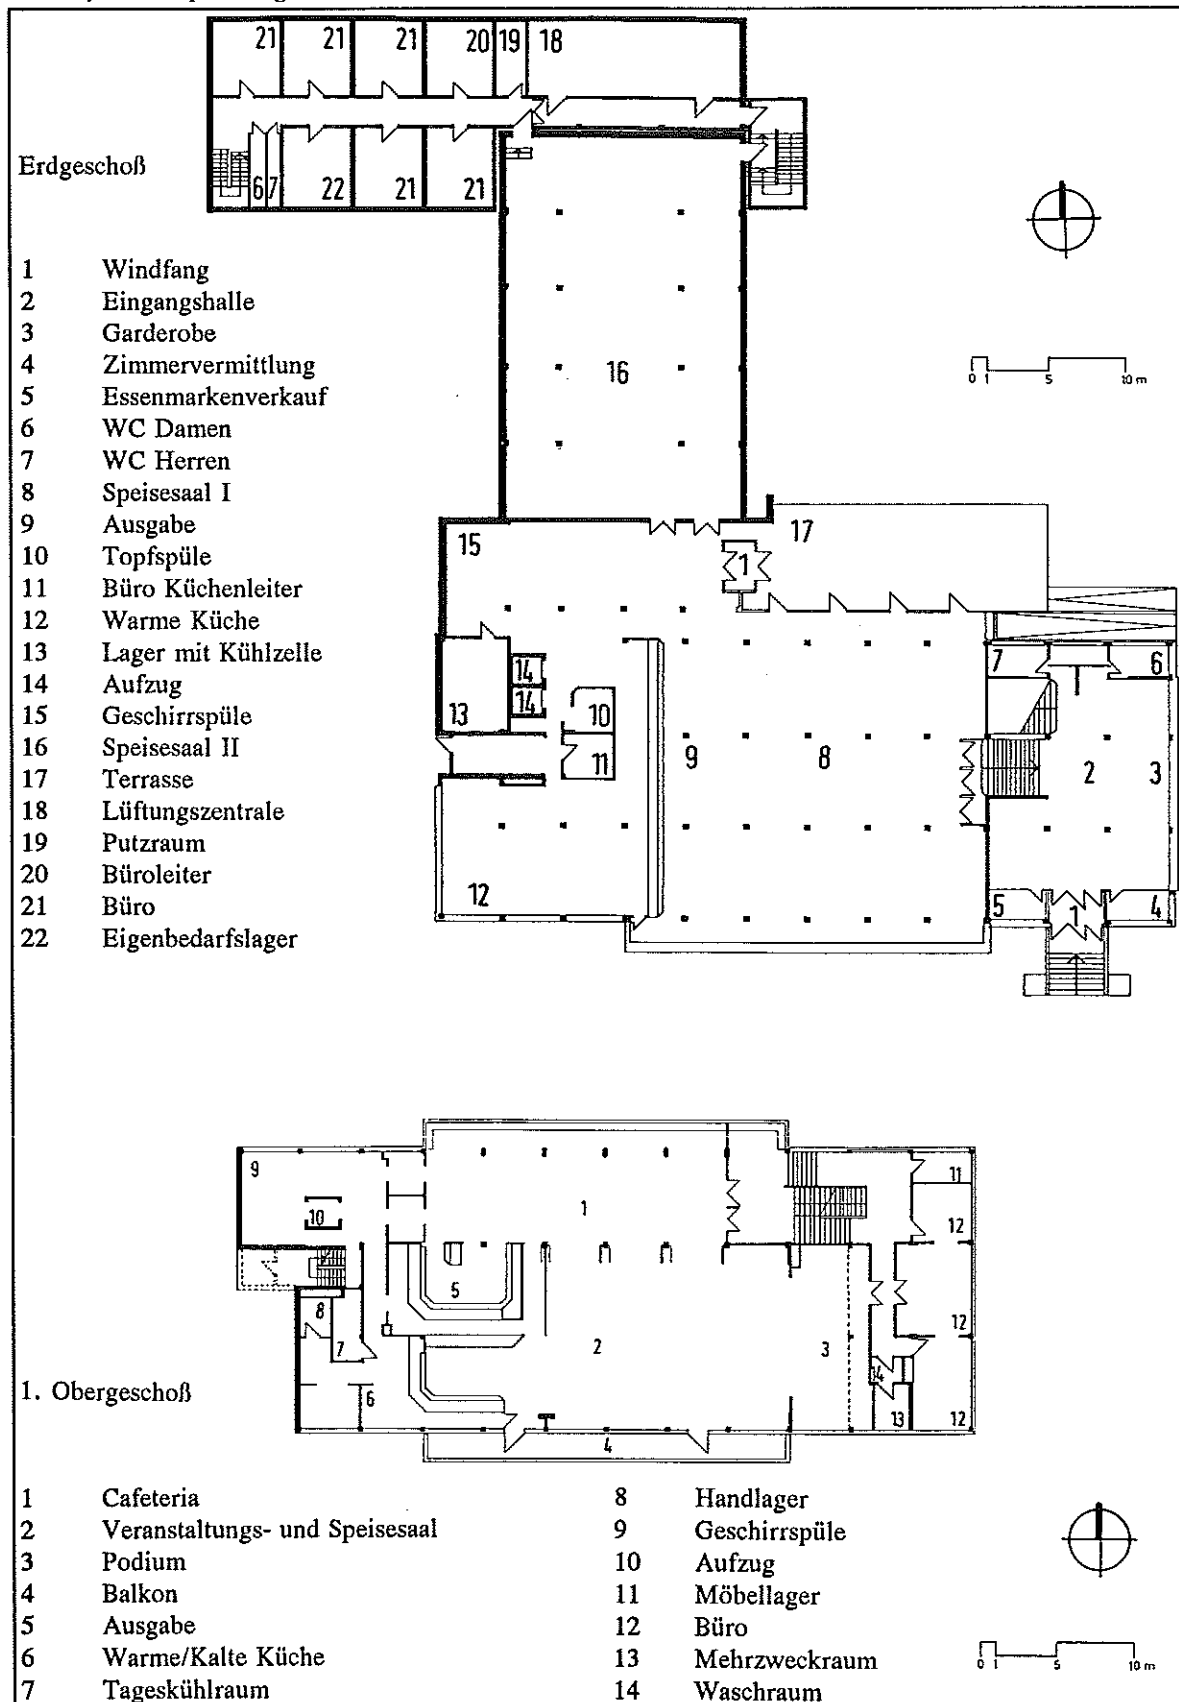 21 21 21 20 19 18
Erdgeschoß
6 7 22 21 21
1 Windfang
2 Eingangshalle
3 Garderobe
4 Zimmervermittlung
5 Essenmarkenverkauf
6 WC Damen
7 WC Herren
8 Speisesaal I
9 Ausgabe
10 Topfspüle
11 Büro Küchenleiter
12 Warme Küche
13 Lager mit Kühlzelle
14 Aufzug
15 Geschirrspüle
16 Speisesaal II
17 Terrasse
18 Lüftungszentrale
19 Putzraum
20 Büroleiter
21 Büro
22 Eigenbedarfslager
0 1 5 10 m
16
15 17
1
7 6
14
14
13 10
11 9 8 2 3
12 5 1 4
9 11
10 1 12
5
8 12
7 2 3
14
6 13 12
4
1. Obergeschoß
1 Cafeteria
2 Veranstaltungs- und Speisesaal
3 Podium
4 Balkon
5 Ausgabe
6 Warme/Kalte Küche
7 Tageskühlraum
8 Handlager
9 Geschirrspüle
10 Aufzug
11 Möbellager
12 Büro
13 Mehrzweckraum
14 Waschraum
0 1 5 10 m